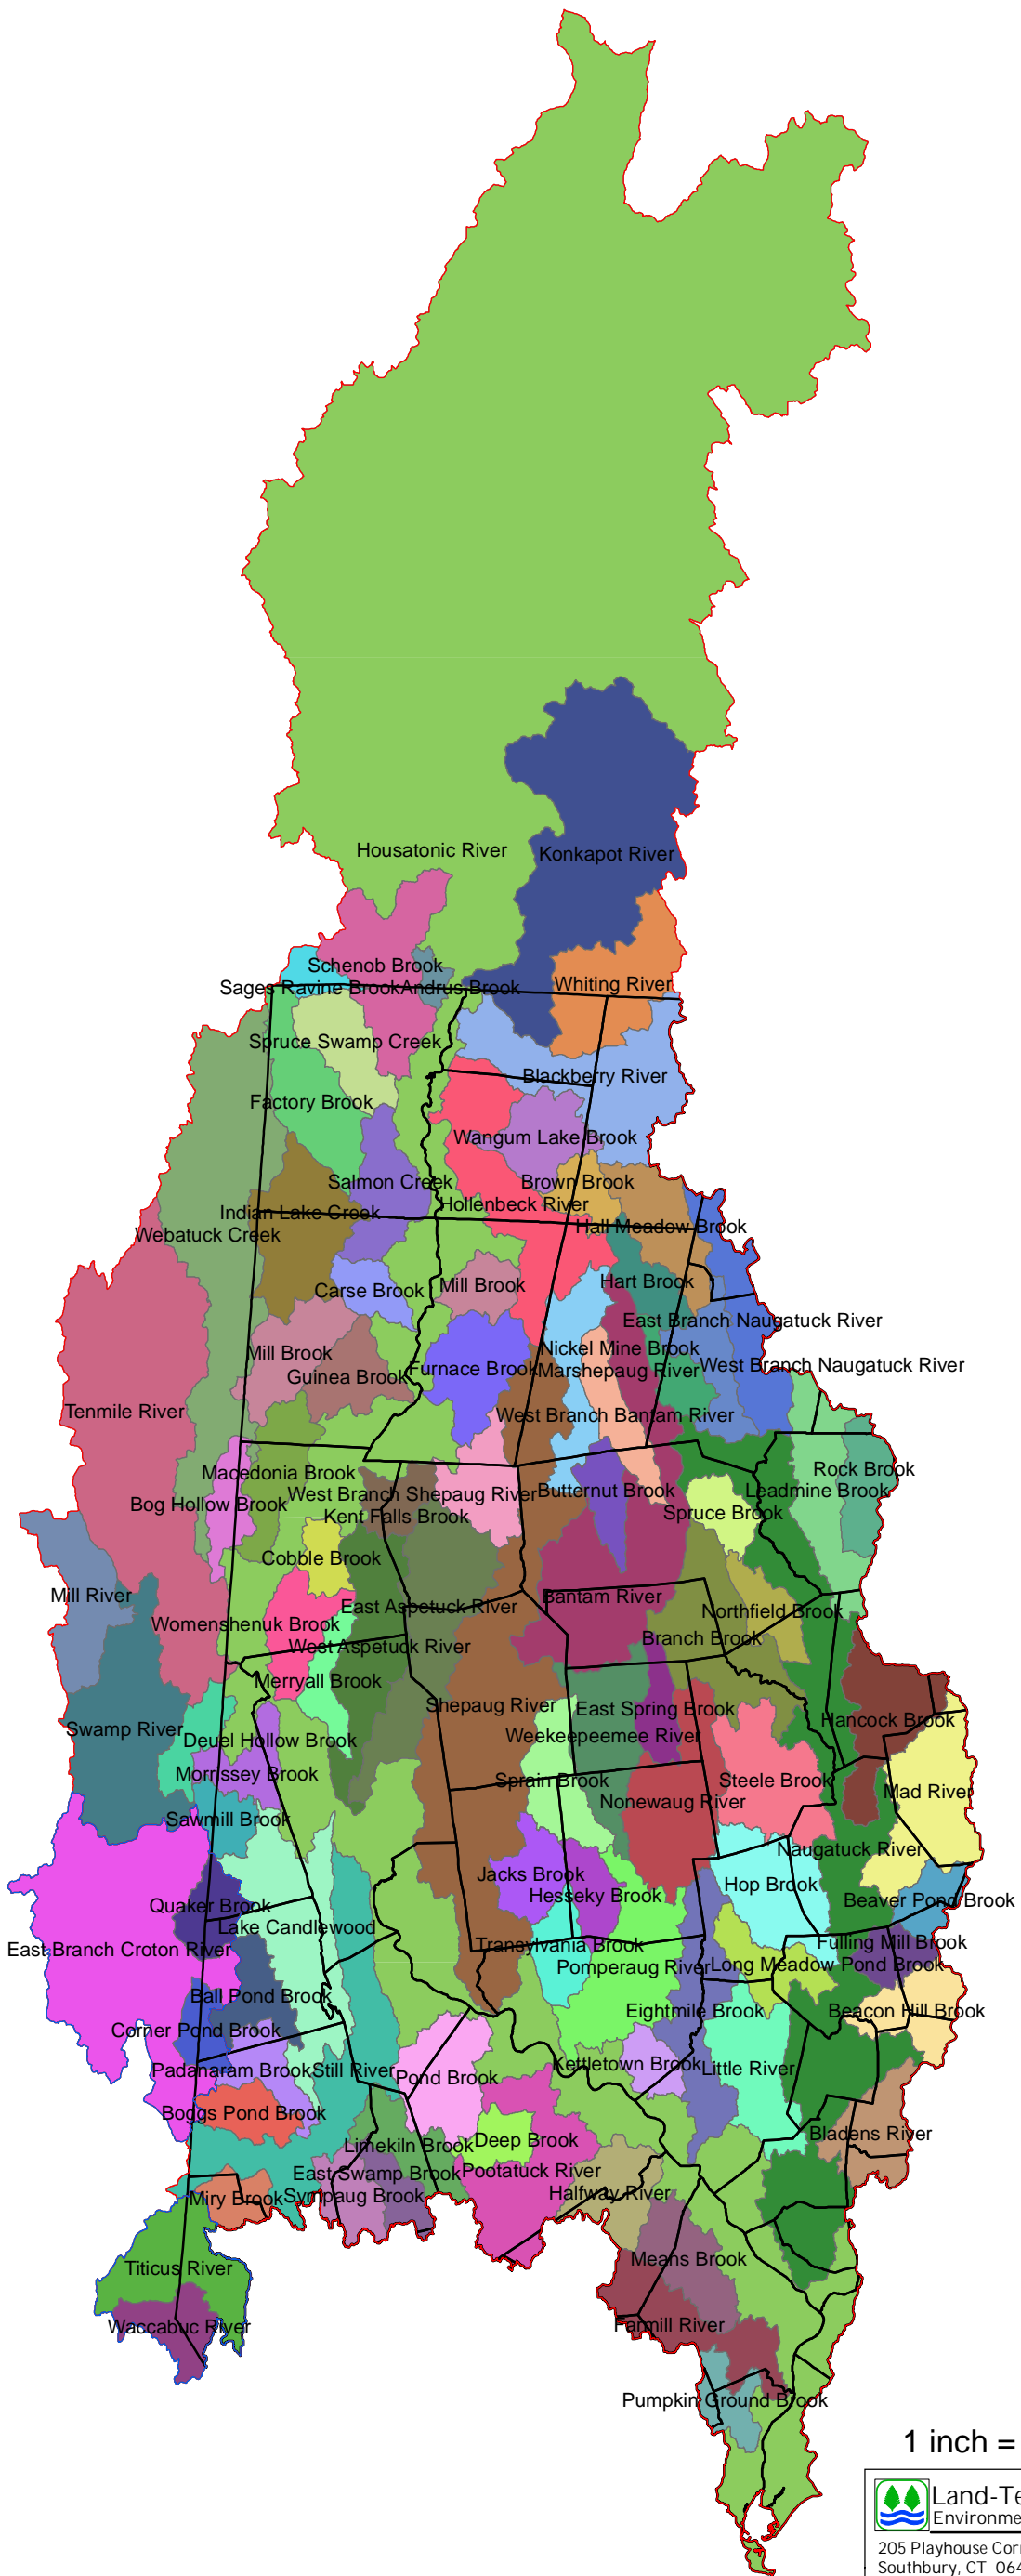 Housatonic River
Konkapot River
Schenob Brook
Sages Ravine Brook
Andrus Brook
Whiting River
Spruce Swamp Creek
Blackberry River
Factory Brook
Wangum Lake Brook
Salmon Creek
Brown Brook
Hollenbeck River
Indian Lake Creek
Hall Meadow Brook
Webatuck Creek
Carse Brook
Mill Brook
Hart Brook
East Branch Naugatuck River
Nickel Mine Brook
Mill Brook
Marshepaug River
West Branch Naugatuck River
Guinea Brook
Furnace Brook
Tenmile River
West Branch Bantam River
Macedonia Brook
Rock Brook
West Branch Shepaug River
Butternut Brook
Leadmine Brook
Bog Hollow Brook
Kent Falls Brook
Spruce Brook
Cobble Brook
Mill River
Bantam River
East Aspetuck River
Northfield Brook
Womenshenuk Brook
Branch Brook
West Aspetuck River
Merryall Brook
Shepaug River
East Spring Brook
Hancock Brook
Swamp River
Weekeepeemee River
Deuel Hollow Brook
Morrissey Brook
Sprain Brook
Steele Brook
Mad River
Nonewaug River
Sawmill Brook
Naugatuck River
Jacks Brook
Hop Brook
Hesseky Brook
Beaver Pond Brook
Quaker Brook
Lake Candlewood
East Branch Croton River
Transylvania Brook
Fulling Mill Brook
Pomperaug River
Long Meadow Pond Brook
Ball Pond Brook
Eightmile Brook
Beacon Hill Brook
Corner Pond Brook
Padanaram Brook
Still River
Pond Brook
Kettletown Brook
Little River
Boggs Pond Brook
Limekiln Brook
Deep Brook
Bladens River
East Swamp Brook
Pootatuck River
Miry Brook
Sympaug Brook
Halfway River
Titicus River
Means Brook
Waccabuc River
Farmill River
Pumpkin Ground Brook
1 inch =
Land-Te
Environme
205 Playhouse Corn
Southbury, CT 064